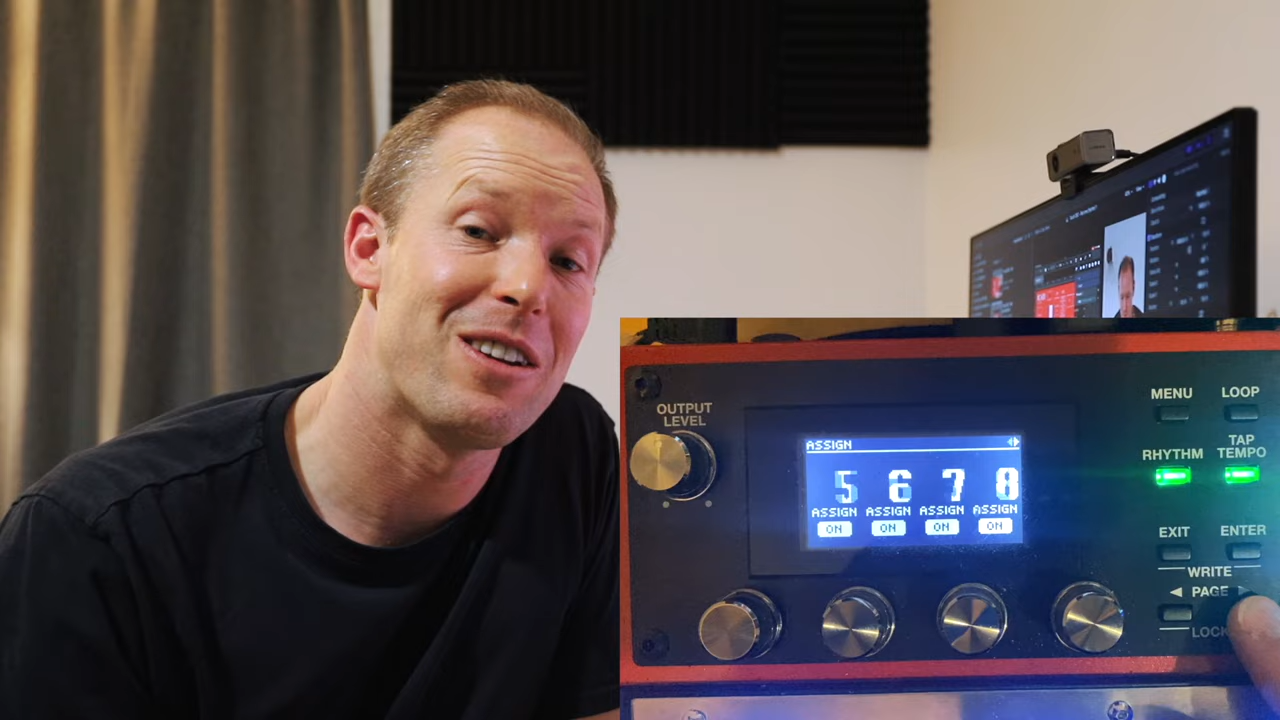 OUTPUT
LEVEL
MENU
LOOP
ASSIGN
5 6 7 8
ASSIGN ASSIGN ASSIGN ASSIGN
ON ON ON ON
RHYTHM
TAP
TEMPO
EXIT
ENTER
WRITE
◄ PAGE ►
LOCK